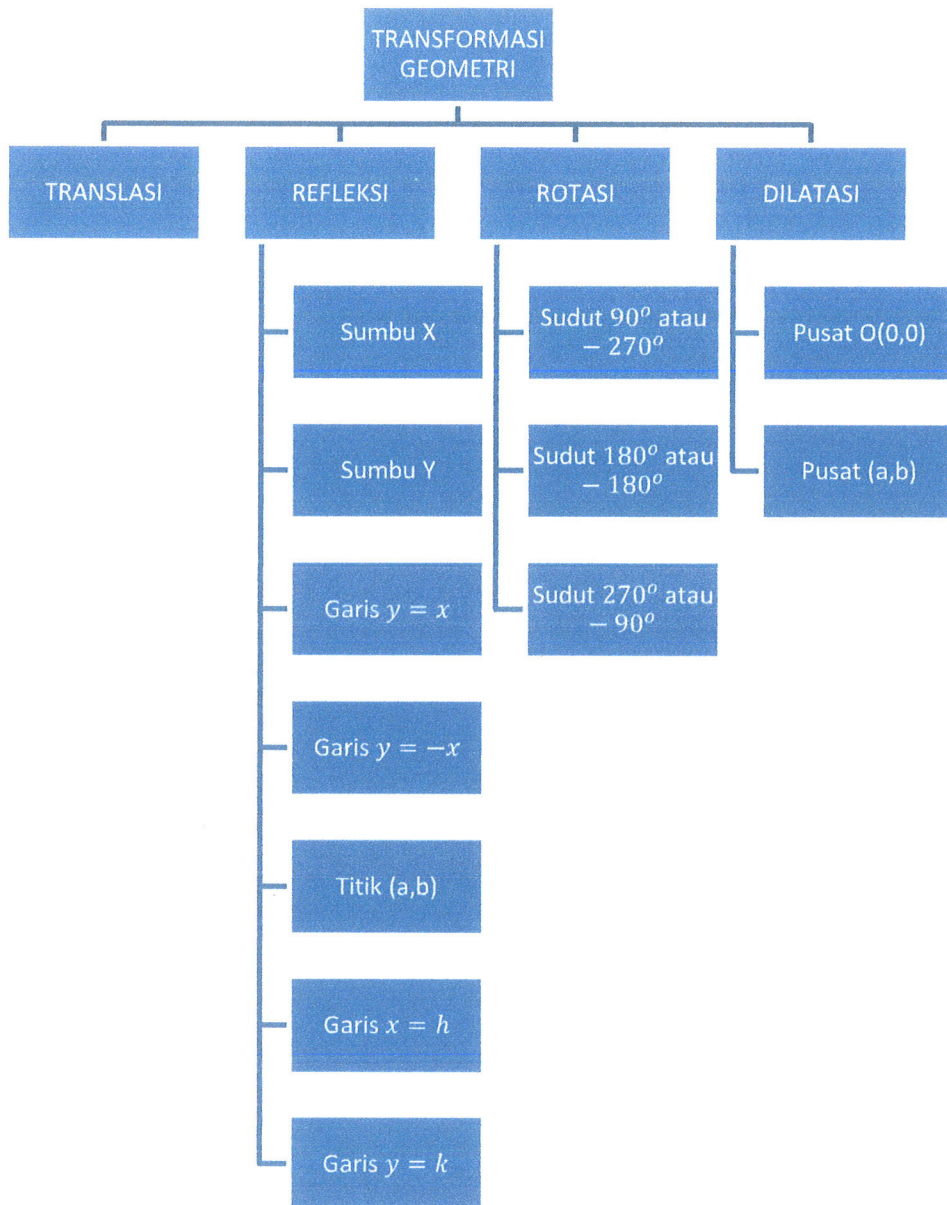 TRANSFORMASI
GEOMETRI
TRANSLASI
REFLEKSI
ROTASI
DILATASI
Sumbu X
Sumbu Y
Garis y = x
Garis y = −x
Titik (a,b)
Garis x = h
Garis y = k
Sudut 90° atau
− 270°
Sudut 180° atau
− 180°
Sudut 270° atau
− 90°
Pusat O(0,0)
Pusat (a,b)